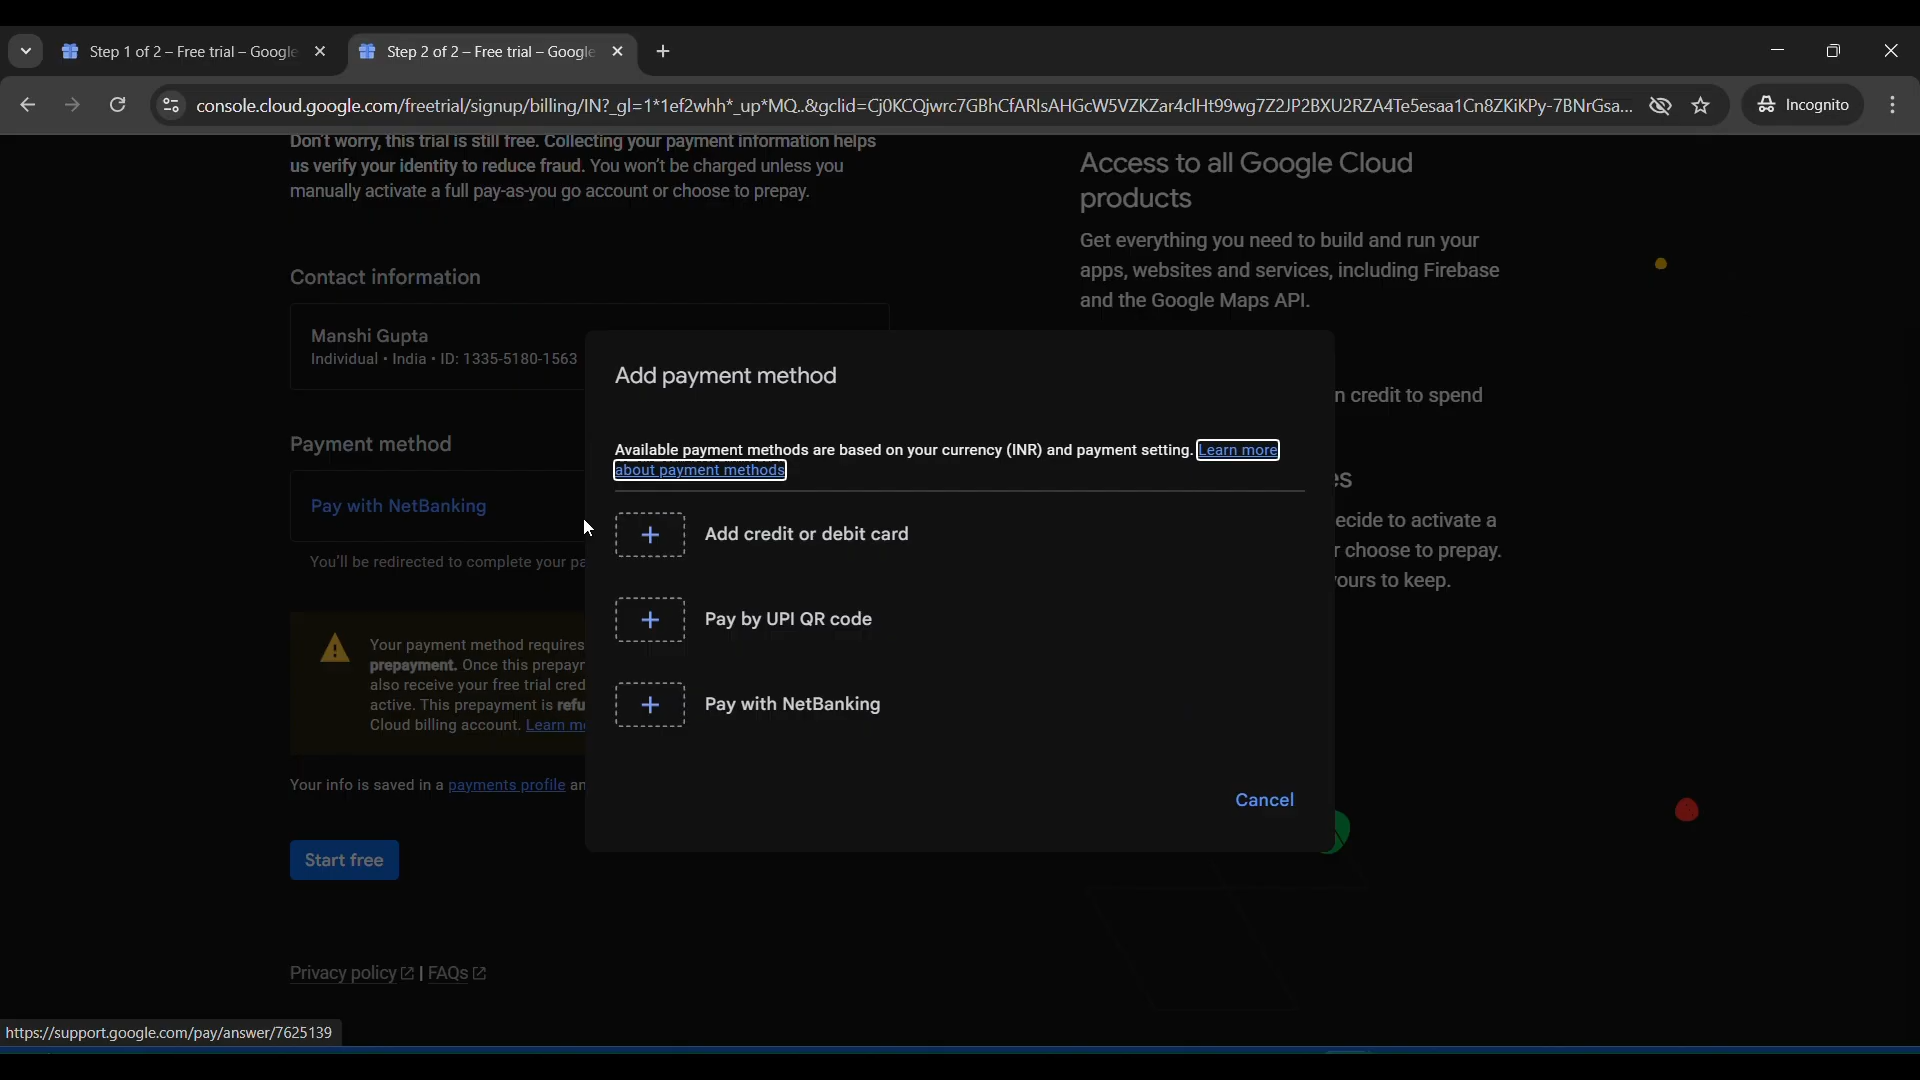 Step 1 of 2 – Free trial – Google
Step 2 of 2 – Free trial – Google
console.cloud.google.com/freetrial/signup/billing/IN?_gl=1*1ef2whh*_up*MQ..&gclid=Cj0KCQjwrc7GBhCfARIsAHGcW5VZKZar4clHt99wg7Z2JP2BXU2RZA4Te5esaa1Cn8ZKiKPy-7BNrGsa...
Incognito
Don't worry, this trial is still free. Collecting your payment information helps
us verify your identity to reduce fraud. You won't be charged unless you
manually activate a full pay-as-you go account or choose to prepay.
Access to all Google Cloud
products
Get everything you need to build and run your
apps, websites and services, including Firebase
and the Google Maps API.
Contact information
Manshi Gupta
Individual • India • ID: 1335-5180-1563
Add payment method
n credit to spend
Payment method
Available payment methods are based on your currency (INR) and payment setting. Learn more
about payment methods
Pay with NetBanking
ecide to activate a
r choose to prepay.
ours to keep.
Add credit or debit card
You'll be redirected to complete your pa
Pay by UPI QR code
Your payment method requires
prepayment. Once this prepayn
also receive your free trial cred
active. This prepayment is refu
Cloud billing account. Learn mo
Pay with NetBanking
Your info is saved in a payments profile an
Cancel
Start free
Privacy policy | FAQs
https://support.google.com/pay/answer/7625139